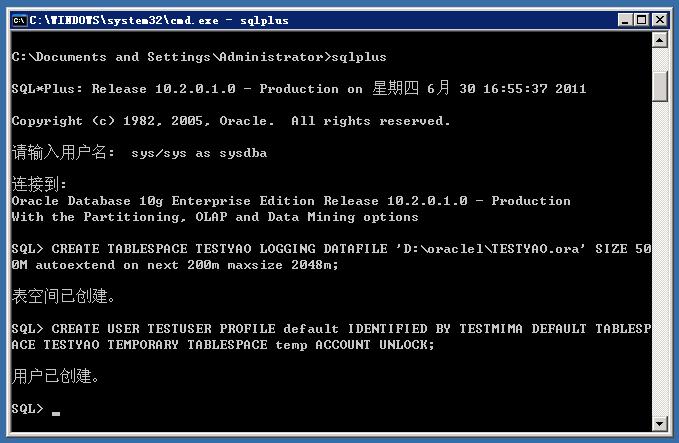 C:\WINDOWS\system32\cmd.exe - sqlplus
C:\Documents and Settings\Administrator>sqlplus
SQL*Plus: Release 10.2.0.1.0 - Production on 星期四 6月 30 16:55:37 2011
Copyright (c) 1982, 2005, Oracle.  All rights reserved.
请输入用户名:  sys/sys as sysdba
连接到:
Oracle Database 10g Enterprise Edition Release 10.2.0.1.0 - Production
With the Partitioning, OLAP and Data Mining options
SQL> CREATE TABLESPACE TESTYAO LOGGING DATAFILE 'D:\oracle1\TESTYAO.ora' SIZE 50
0M autoextend on next 200m maxsize 2048m;
表空间已创建。
SQL> CREATE USER TESTUSER PROFILE default IDENTIFIED BY TESTMIMA DEFAULT TABLESP
ACE TESTYAO TEMPORARY TABLESPACE temp ACCOUNT UNLOCK;
用户已创建。
SQL> _